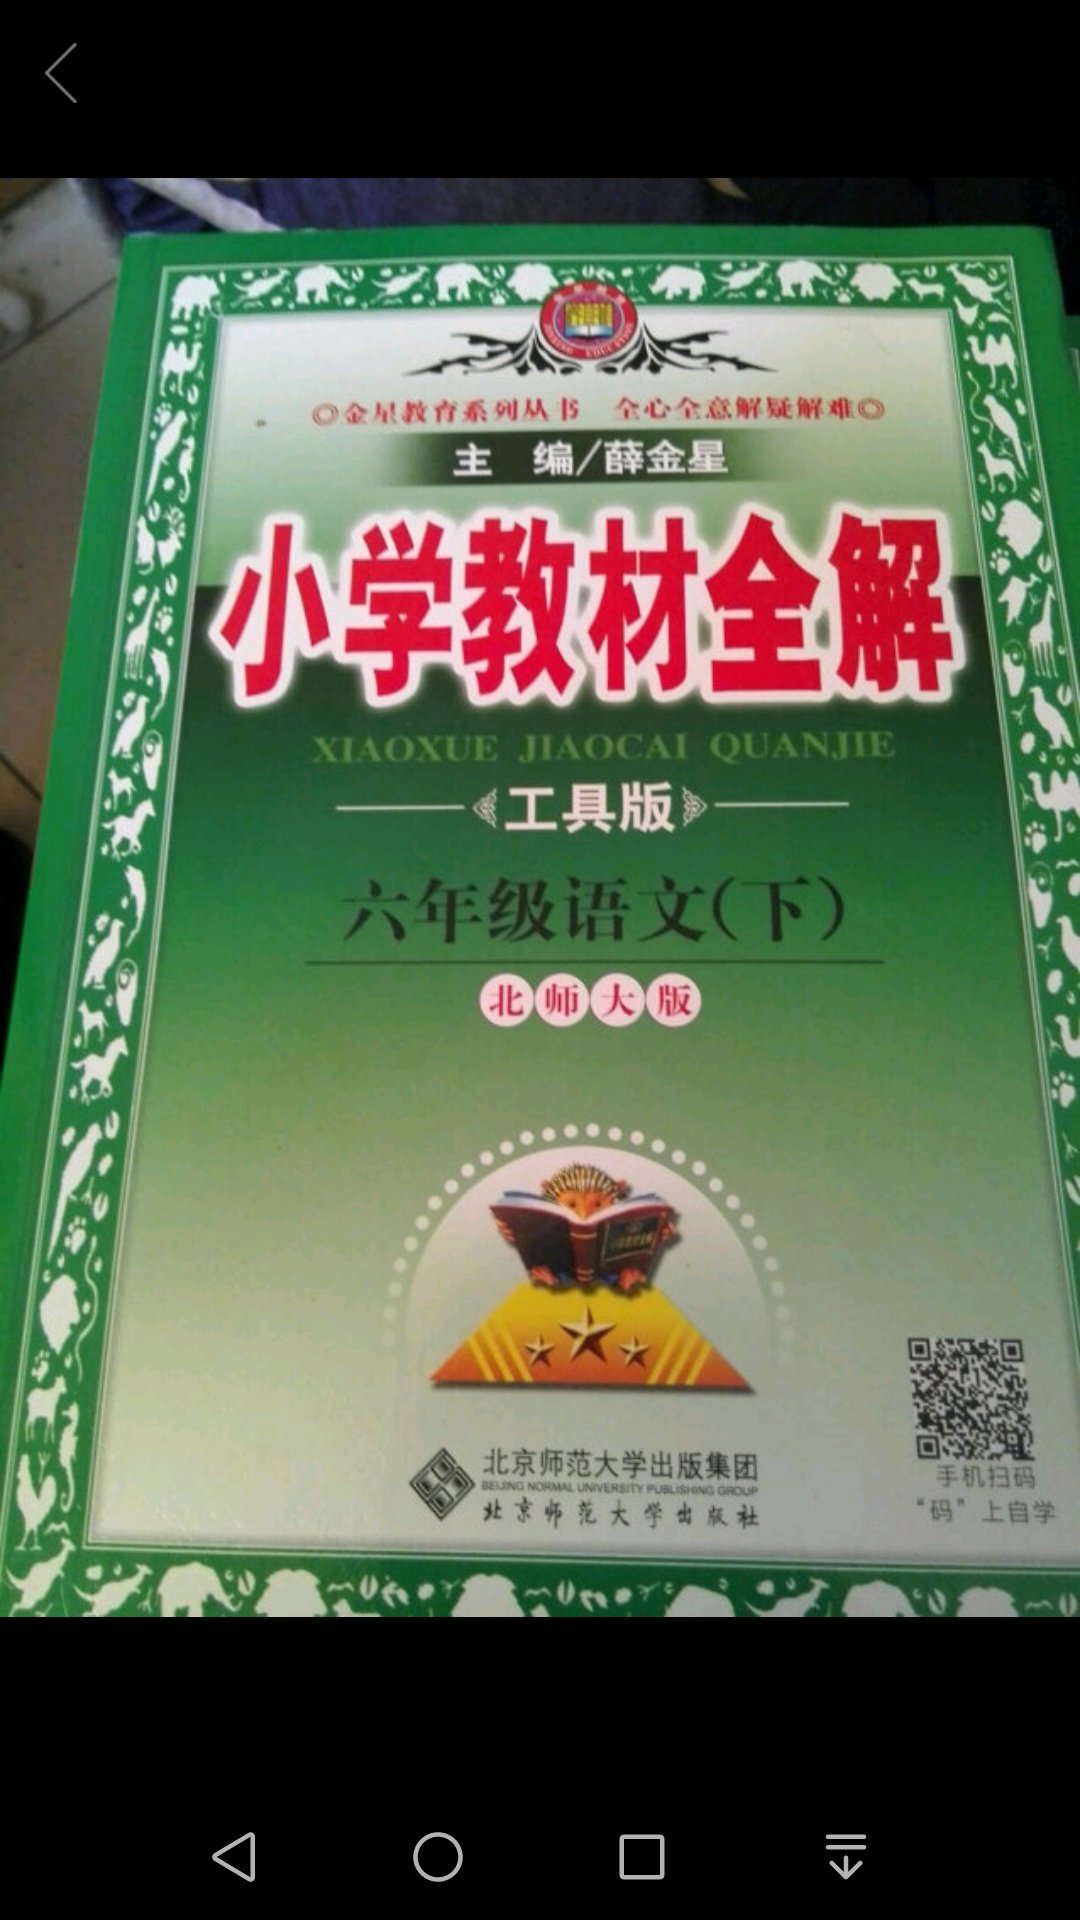 ◎金星教育系列丛书 全心全意解疑解难◎
主 编/薛金星
小学教材全解
XIAOXUE JIAOCAI QUANJIE
工具版
六年级语文(下)
北师大版
北京师范大学出版集团
BEIJING NORMAL UNIVERSITY PUBLISHING GROUP
北京师范大学出版社
手机扫码
“码”上自学